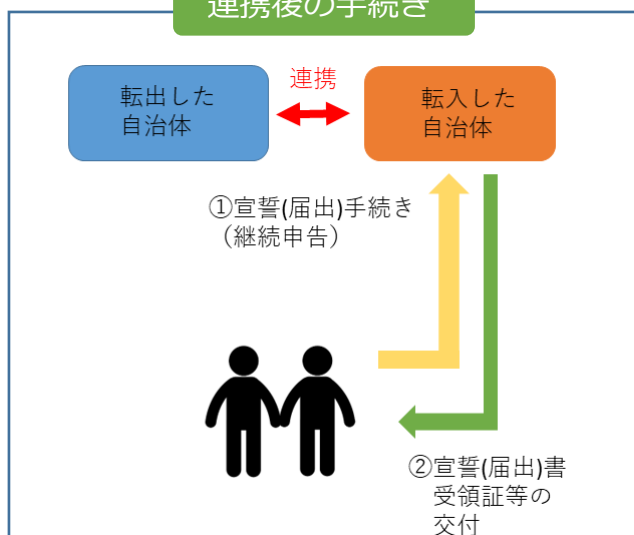 連携後の手続き
転出した
自治体
連携
転入した
自治体
①宣誓(届出)手続き
（継続申告）
②宣誓(届出)書
受領証等の
交付